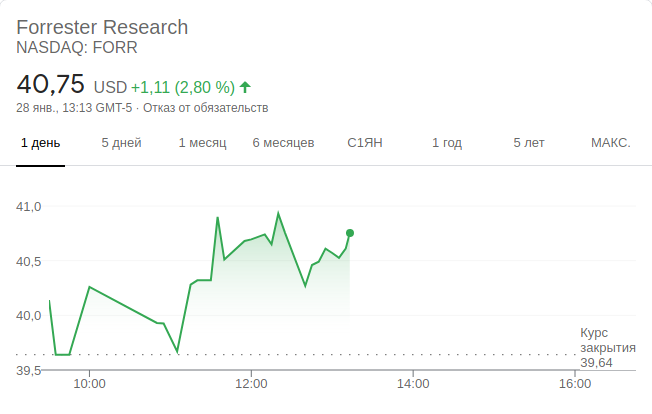 Forrester Research
NASDAQ: FORR
40,75 USD +1,11 (2,80 %)
28 янв., 13:13 GMT-5 · Отказ от обязательств
1 день 5 дней 1 месяц 6 месяцев С1ЯН 1 год 5 лет МАКС.
41,0
40,5
40,0
39,5
Курс
закрытия
39,64
10:00 12:00 14:00 16:00